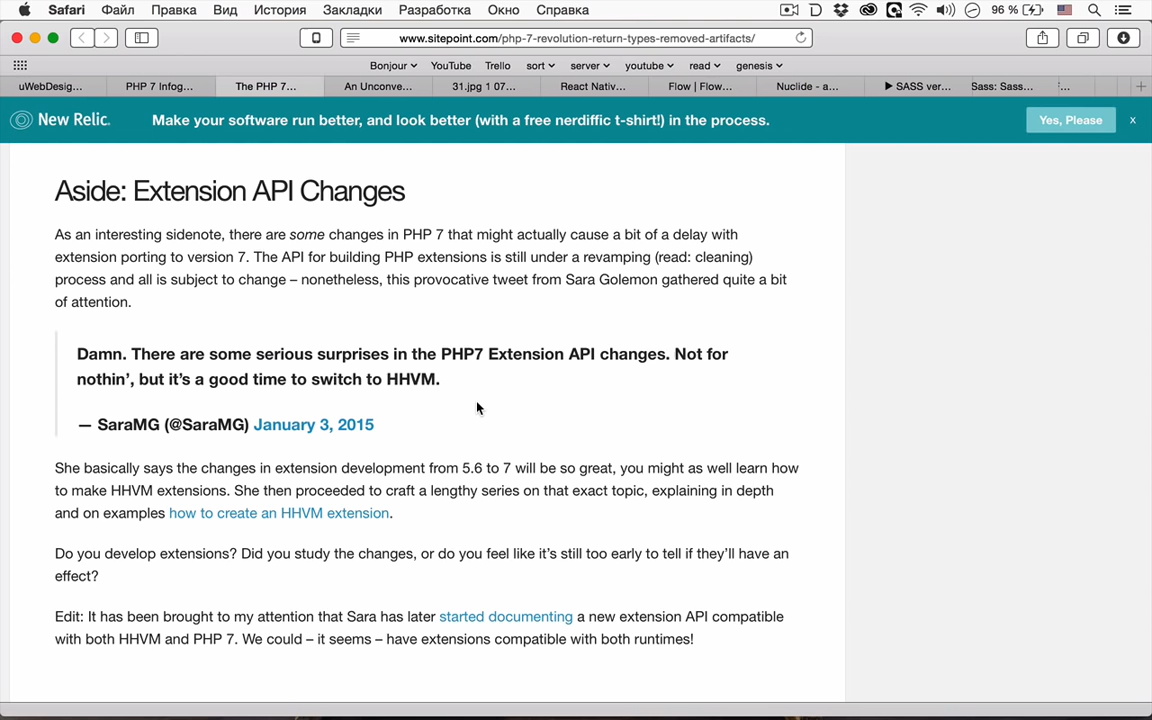 Safari Файл Правка Вид История Закладки Разработка Окно Справка 96 %
www.sitepoint.com/php-7-revolution-return-types-removed-artifacts/
Bonjour YouTube Trello sort server youtube read genesis
uWebDesig... PHP 7 Infog... The PHP 7... An Unconve... 31.jpg 1 07... React Nativ... Flow | Flow... Nuclide - a... ▶ SASS ver... Sass: Sass...
New Relic. Make your software run better, and look better (with a free nerdiffic t-shirt!) in the process. Yes, Please x
Aside: Extension API Changes
As an interesting sidenote, there are some changes in PHP 7 that might actually cause a bit of a delay with
extension porting to version 7. The API for building PHP extensions is still under a revamping (read: cleaning)
process and all is subject to change – nonetheless, this provocative tweet from Sara Golemon gathered quite a bit
of attention.
Damn. There are some serious surprises in the PHP7 Extension API changes. Not for
nothin’, but it’s a good time to switch to HHVM.
— SaraMG (@SaraMG) January 3, 2015
She basically says the changes in extension development from 5.6 to 7 will be so great, you might as well learn how
to make HHVM extensions. She then proceeded to craft a lengthy series on that exact topic, explaining in depth
and on examples how to create an HHVM extension.
Do you develop extensions? Did you study the changes, or do you feel like it’s still too early to tell if they’ll have an
effect?
Edit: It has been brought to my attention that Sara has later started documenting a new extension API compatible
with both HHVM and PHP 7. We could – it seems – have extensions compatible with both runtimes!